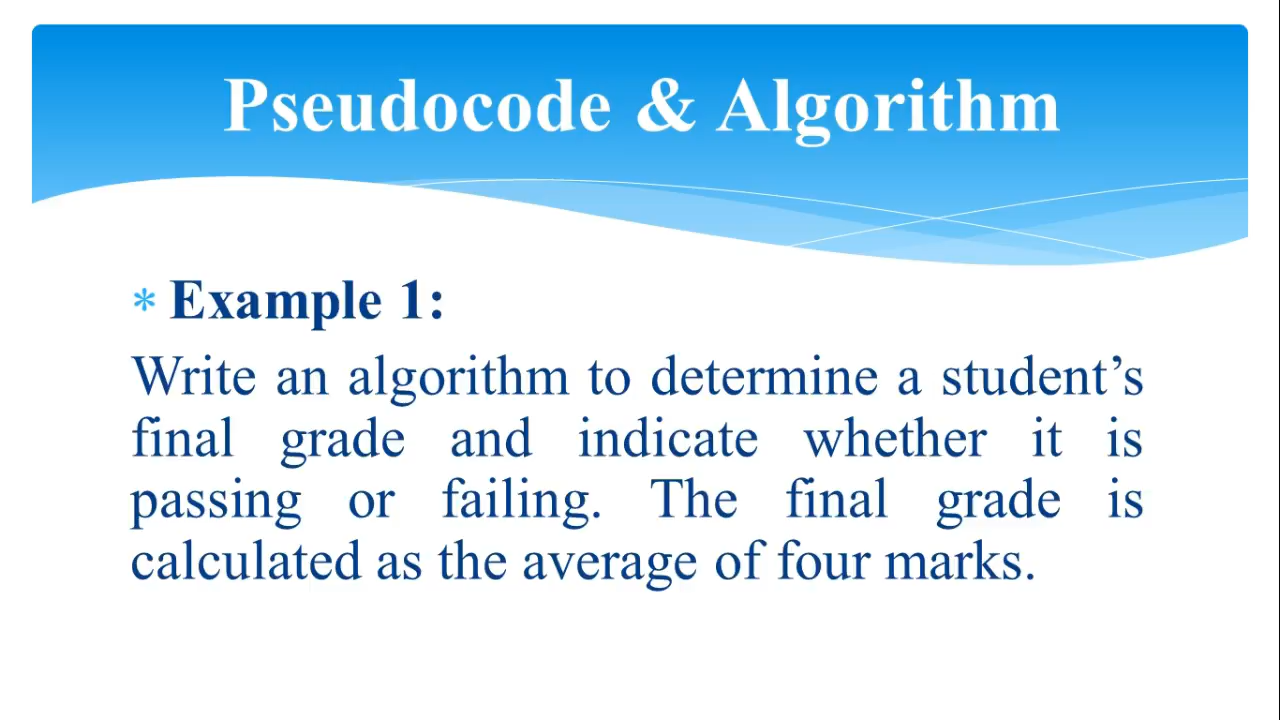 Pseudocode & Algorithm
* Example 1:
Write an algorithm to determine a student’s
final grade and indicate whether it is
passing or failing. The final grade is
calculated as the average of four marks.